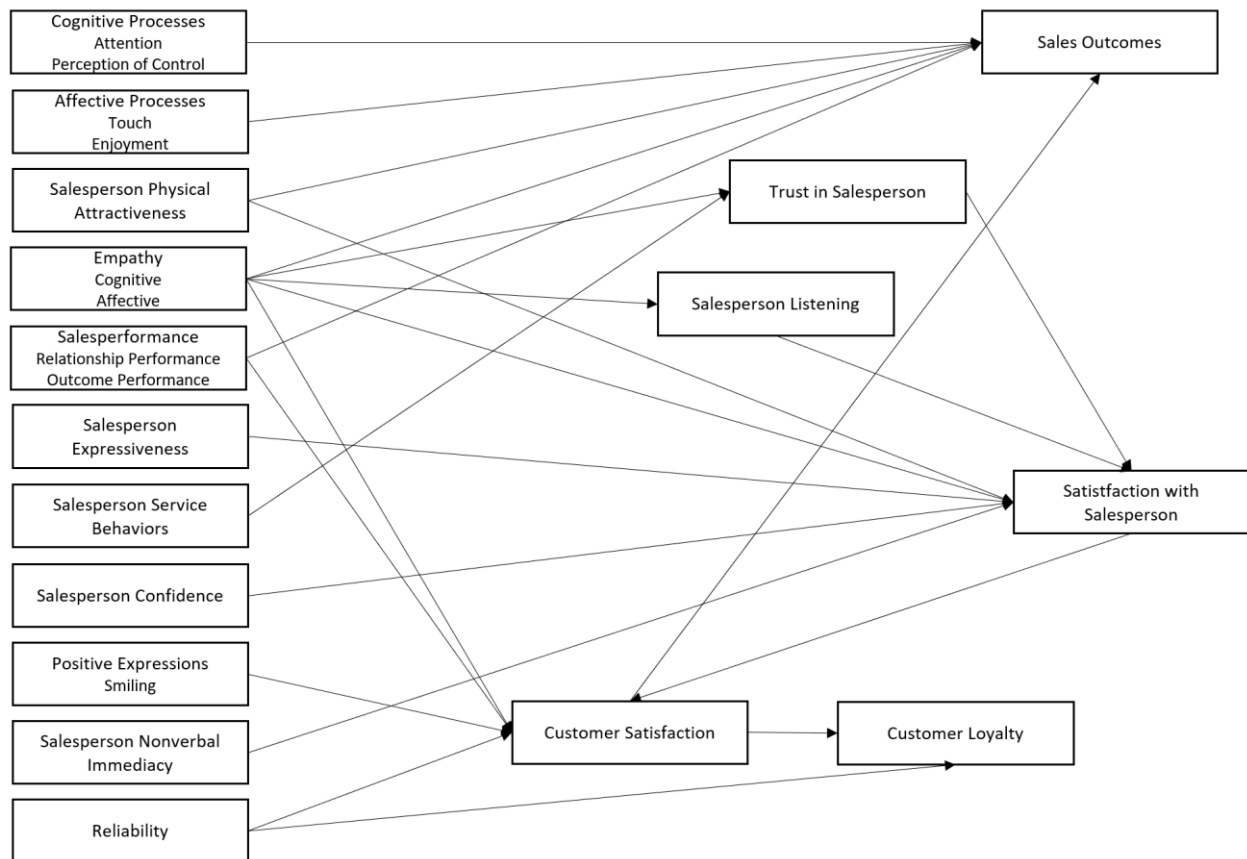 Cognitive Processes
Attention
Perception of Control
Affective Processes
Touch
Enjoyment
Salesperson Physical
Attractiveness
Empathy
Cognitive
Affective
Salesperformance
Relationship Performance
Outcome Performance
Salesperson
Expressiveness
Salesperson Service
Behaviors
Salesperson Confidence
Positive Expressions
Smiling
Salesperson Nonverbal
Immediacy
Reliability
Sales Outcomes
Trust in Salesperson
Salesperson Listening
Satistfaction with
Salesperson
Customer Satisfaction
Customer Loyalty